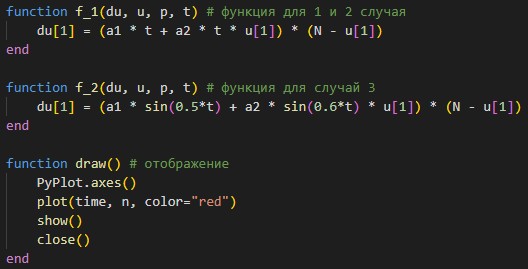 function f_1(du, u, p, t) # функция для 1 и 2 случая
    du[1] = (a1 * t + a2 * t * u[1]) * (N - u[1])
end

function f_2(du, u, p, t) # функция для случай 3
    du[1] = (a1 * sin(0.5*t) + a2 * sin(0.6*t) * u[1]) * (N - u[1])
end

function draw() # отображение
    PyPlot.axes()
    plot(time, n, color="red")
    show()
    close()
end